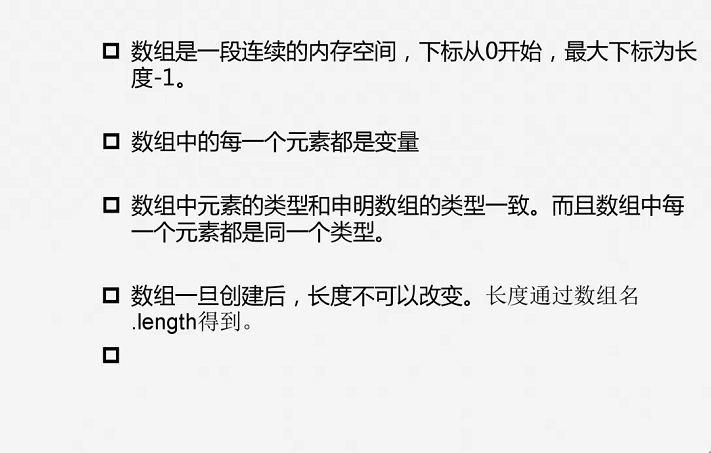 数组是一段连续的内存空间，下标从0开始，最大下标为长
度-1。
数组中的每一个元素都是变量
数组中元素的类型和申明数组的类型一致。而且数组中每
一个元素都是同一个类型。
数组一旦创建后，长度不可以改变。长度通过数组名
.length得到。